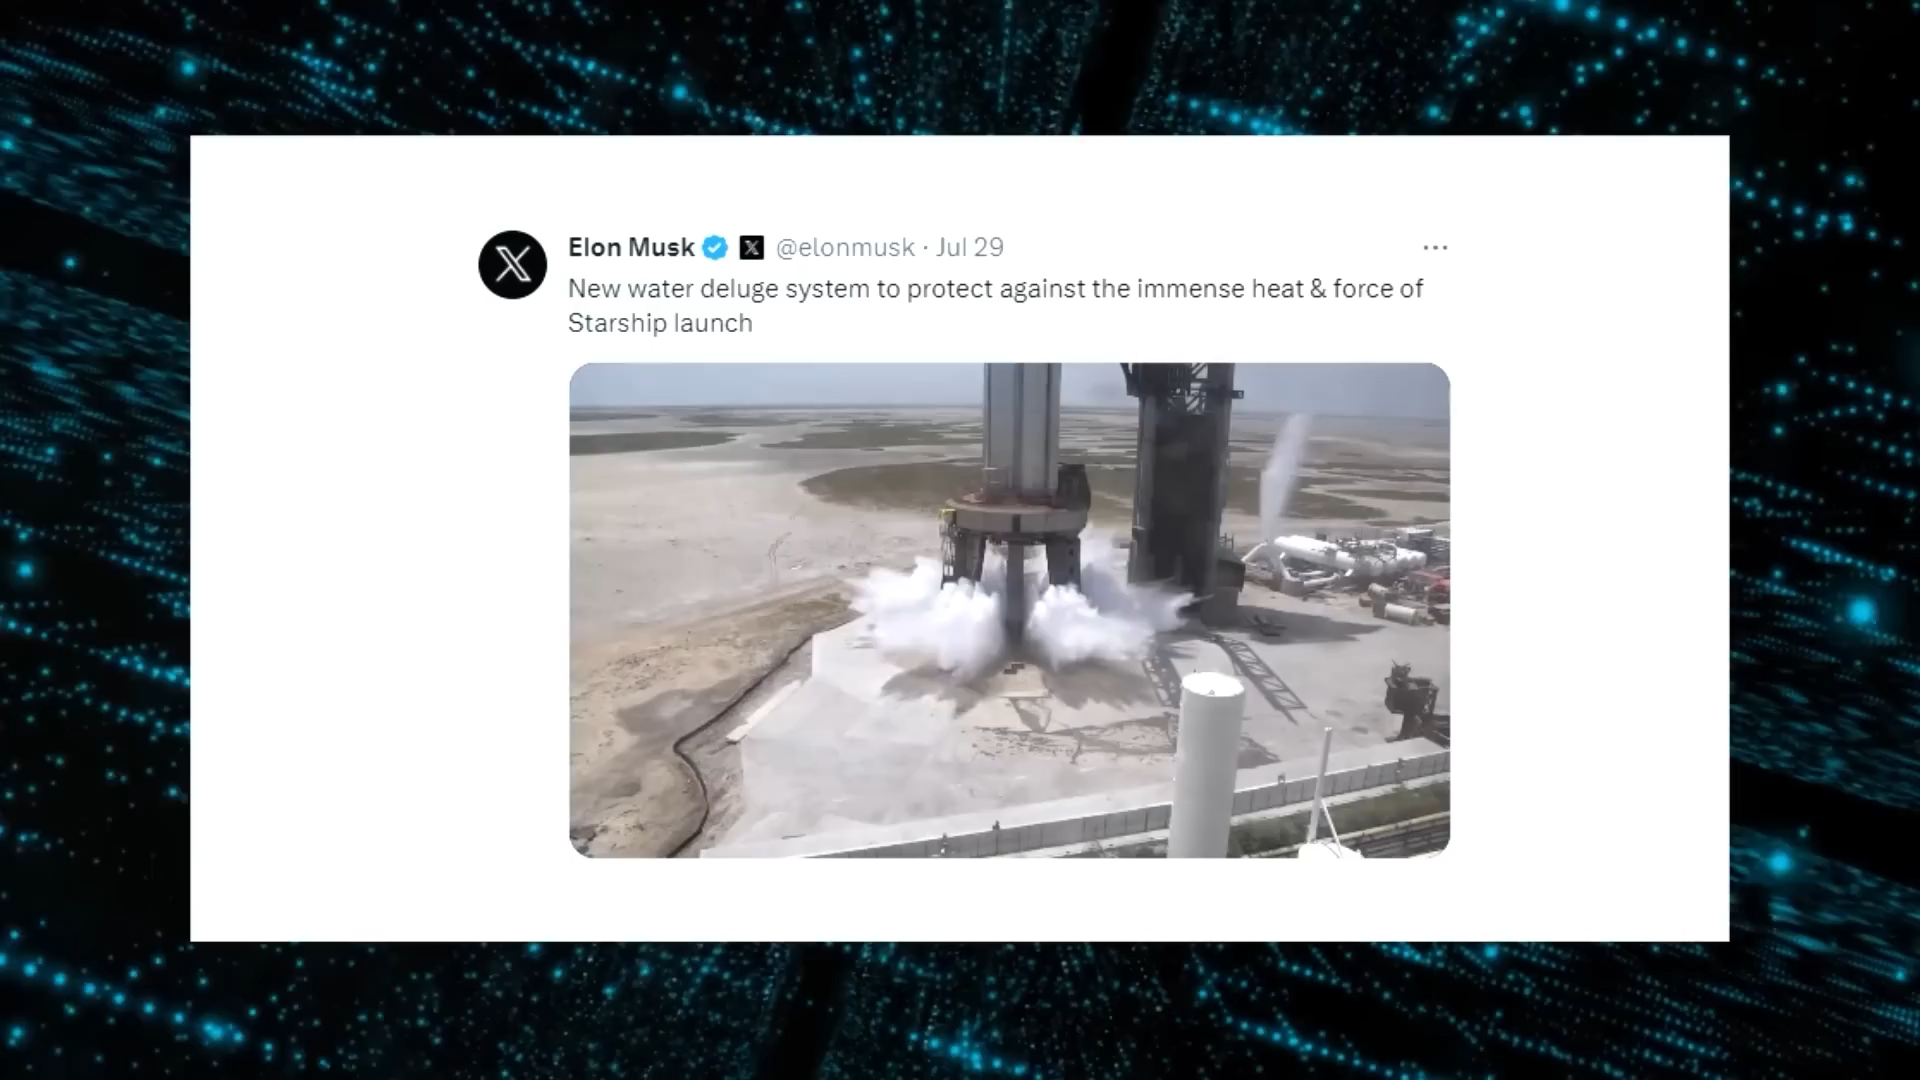 Elon Musk @elonmusk · Jul 29
New water deluge system to protect against the immense heat & force of
Starship launch